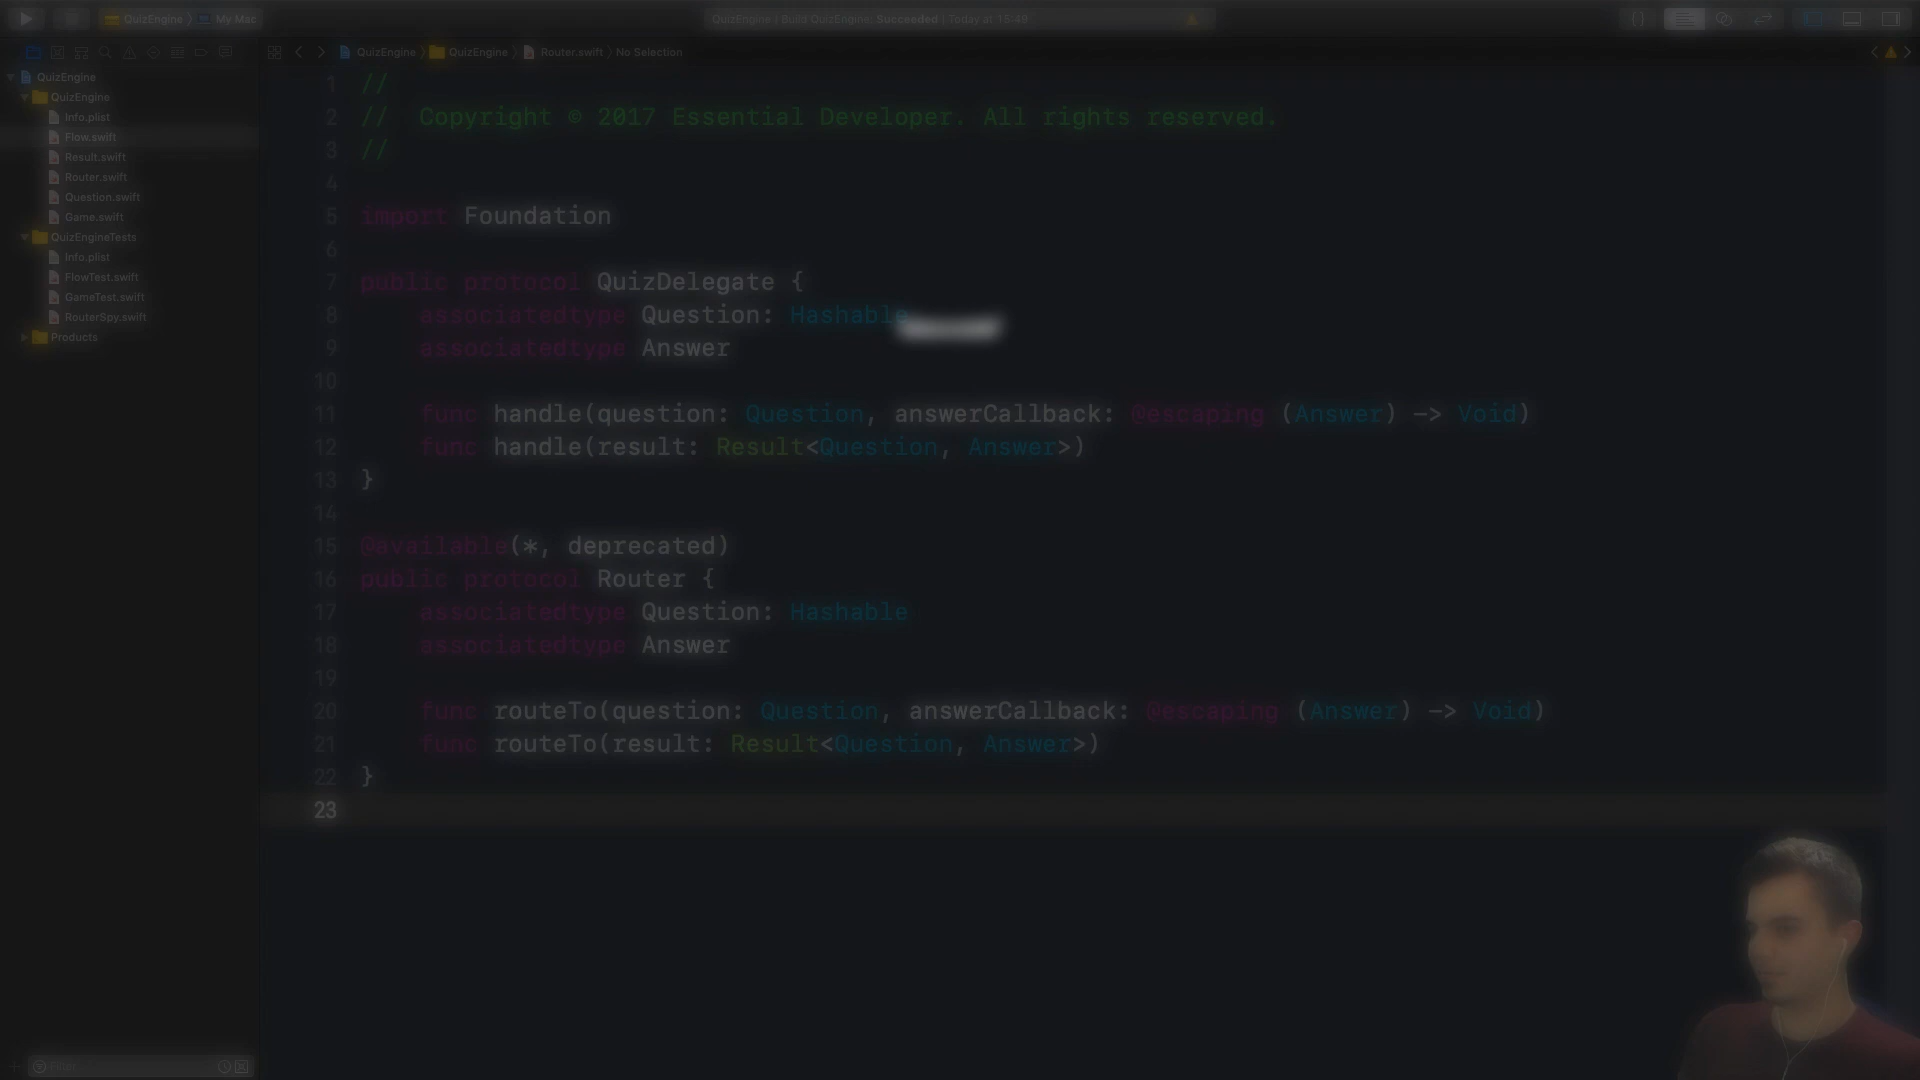 QuizEngine 〉 My Mac
QuizEngine | Build QuizEngine: Succeeded | Today at 15:49
QuizEngine 〉 QuizEngine 〉 Router.swift 〉 No Selection
QuizEngine
QuizEngine
Info.plist
Flow.swift
Result.swift
Router.swift
Question.swift
Game.swift
QuizEngineTests
Info.plist
FlowTest.swift
GameTest.swift
RouterSpy.swift
Products
Filter
1 //
2 //  Copyright © 2017 Essential Developer. All rights reserved.
3 //
4
5 import Foundation
6
7 public protocol QuizDelegate {
8     associatedtype Question: Hashable
9     associatedtype Answer
10
11     func handle(question: Question, answerCallback: @escaping (Answer) -> Void)
12     func handle(result: Result<Question, Answer>)
13 }
14
15 @available(*, deprecated)
16 public protocol Router {
17     associatedtype Question: Hashable
18     associatedtype Answer
19
20     func routeTo(question: Question, answerCallback: @escaping (Answer) -> Void)
21     func routeTo(result: Result<Question, Answer>)
22 }
23